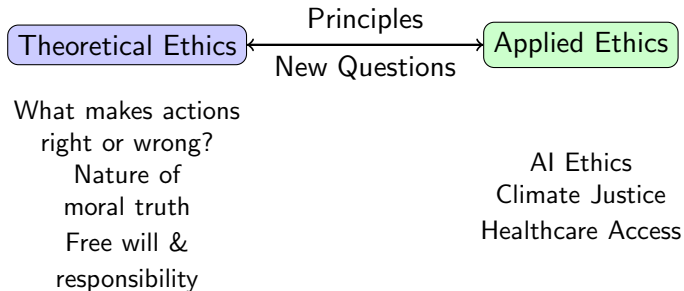 Principles
Theoretical Ethics
Applied Ethics
New Questions
What makes actions
right or wrong?
Nature of
moral truth
Free will &
responsibility
AI Ethics
Climate Justice
Healthcare Access